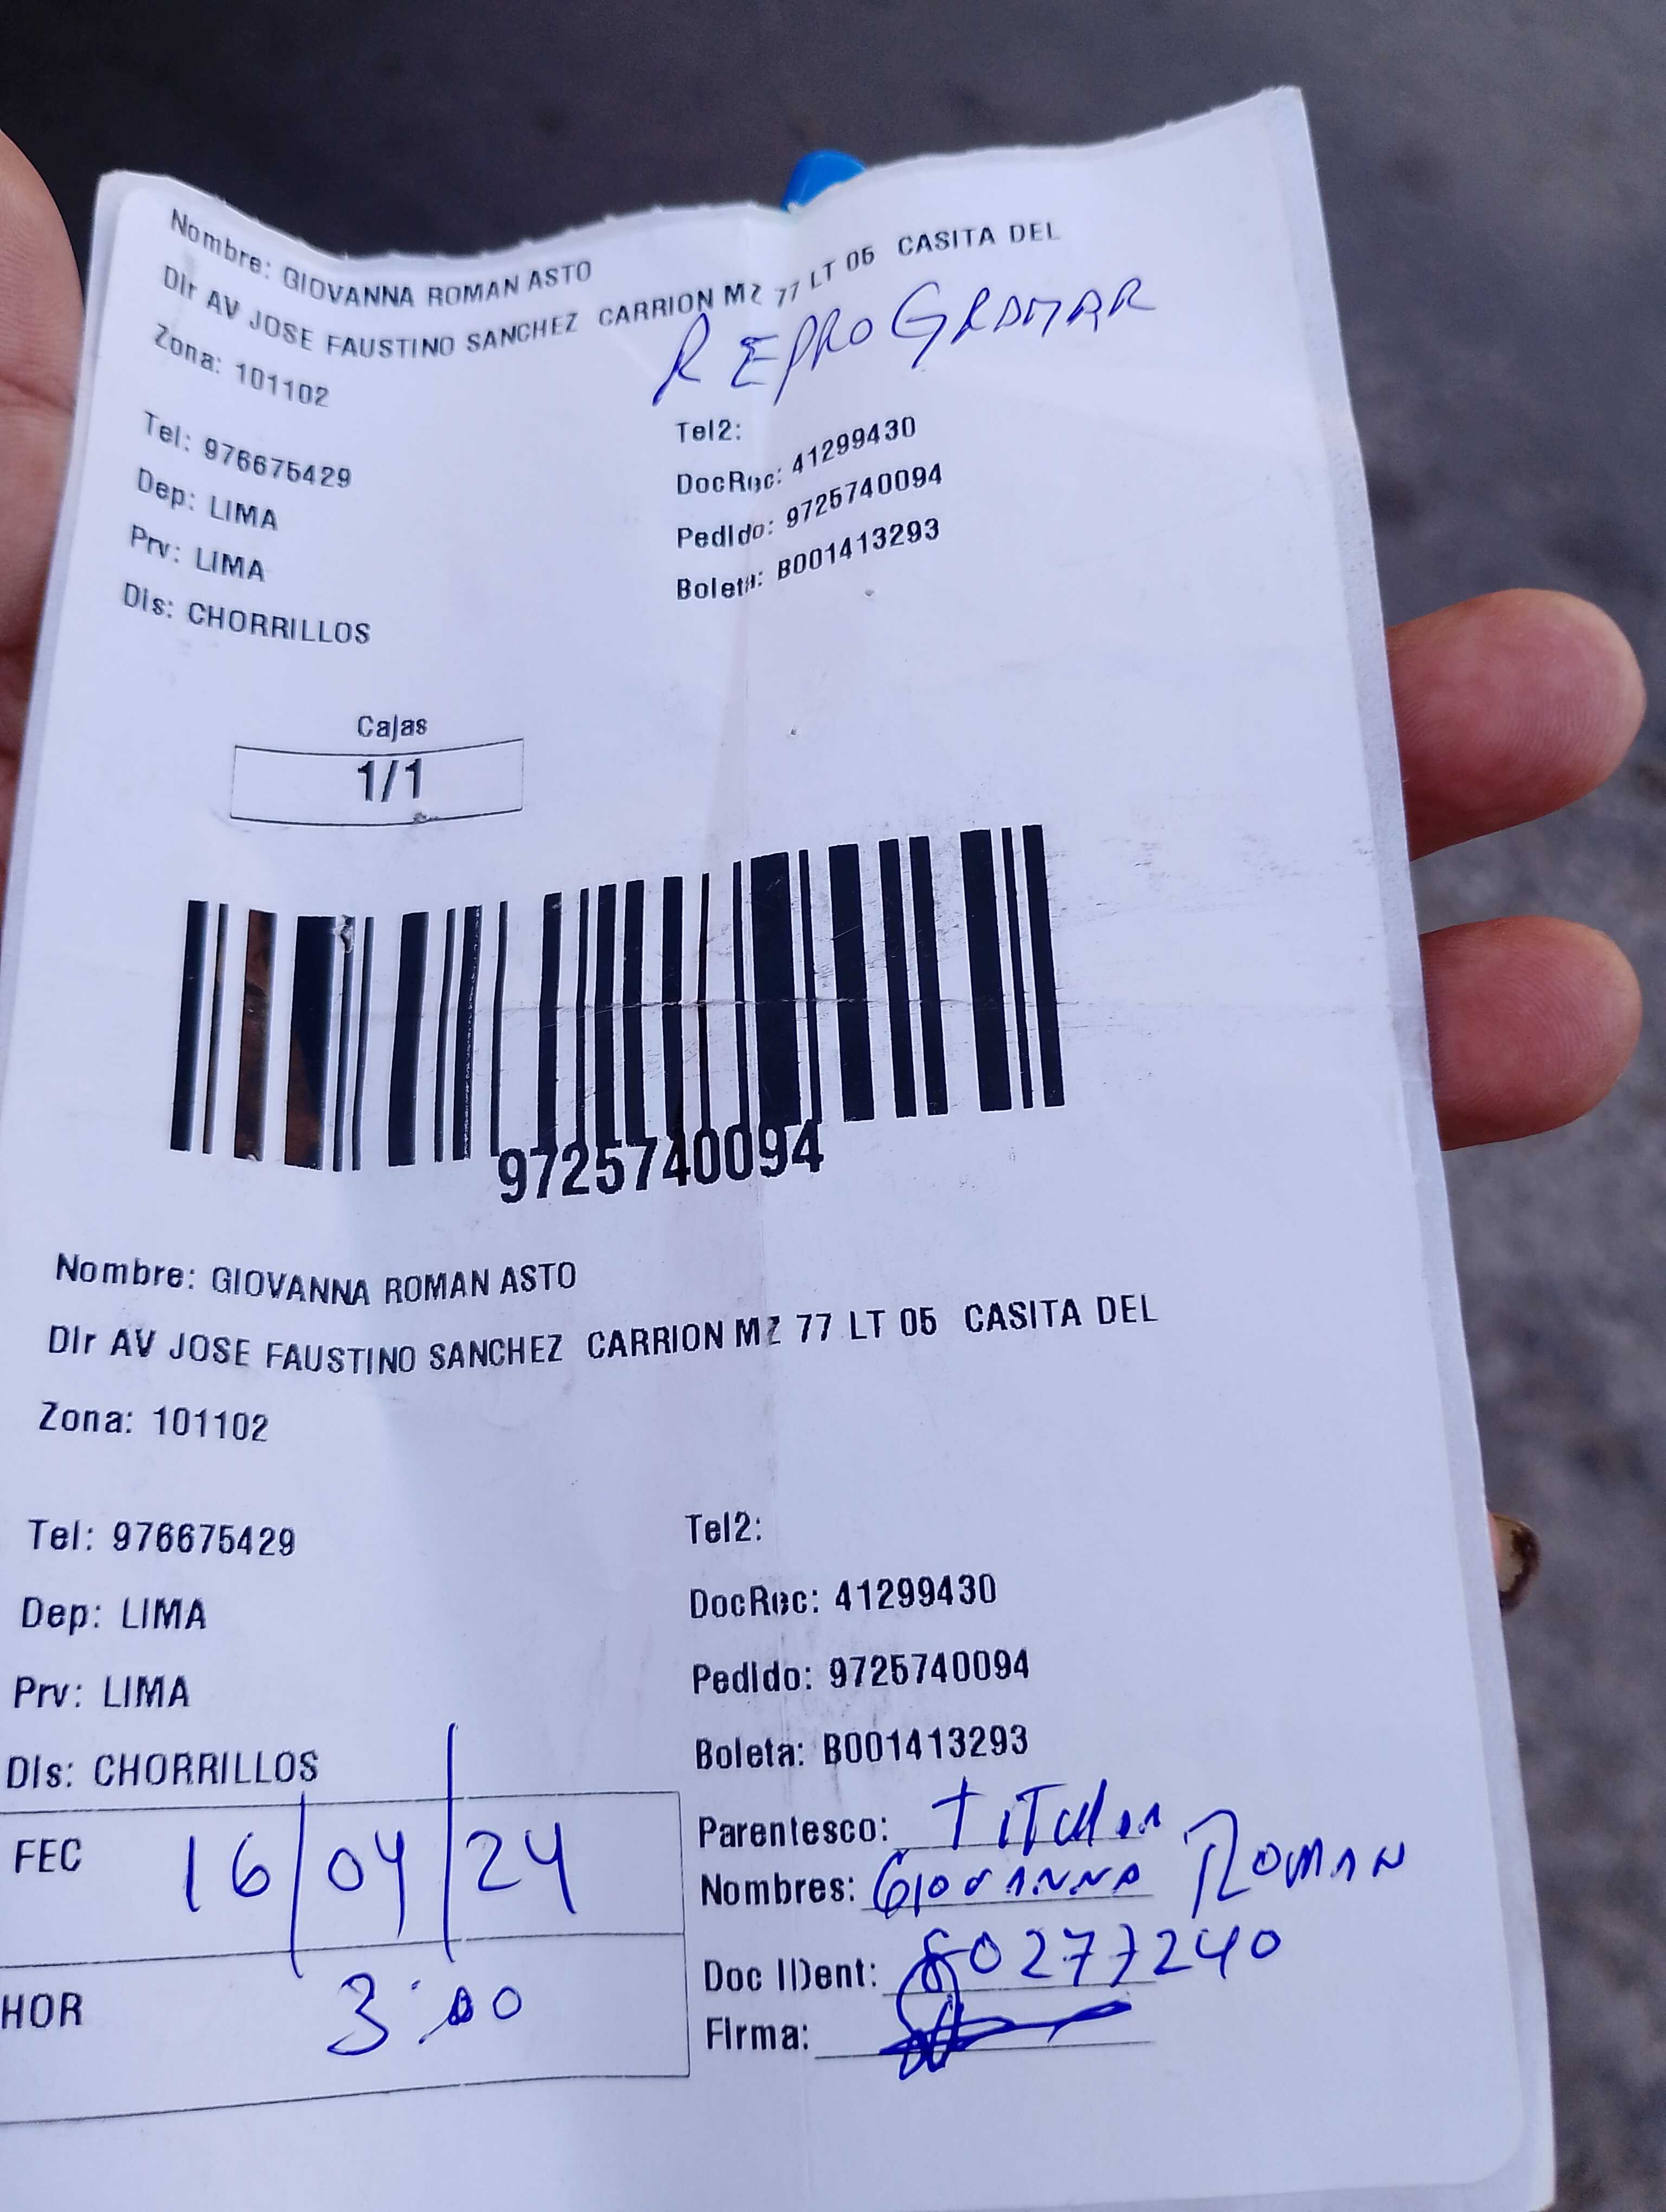 Nombre: GIOVANNA ROMAN ASTO
Dir AV JOSE FAUSTINO SANCHEZ CARRION MZ 77 LT 05 CASITA DEL
REPROGRAMAR
Zona: 101102
Tel: 976675429 Tel2:
Dep: LIMA DocRec: 41299430
Prv: LIMA Pedido: 9725740094
Dis: CHORRILLOS Boleta: B001413293
Cajas
1/1
9725740094
Nombre: GIOVANNA ROMAN ASTO
Dir AV JOSE FAUSTINO SANCHEZ CARRION MZ 77 LT 05 CASITA DEL
Zona: 101102
Tel: 976675429 Tel2:
Dep: LIMA DocRec: 41299430
Prv: LIMA Pedido: 9725740094
Dis: CHORRILLOS Boleta: B001413293
FEC 16/04/24
HOR 3:00
Parentesco: TITULAR
Nombres: GIOVANNA ROMAN
Doc IDent: 80277240
Firma: